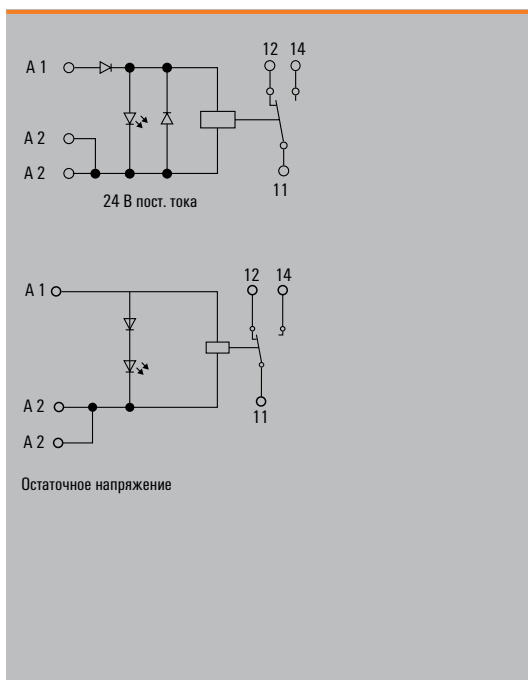 12 14
A 1
A 2
A 2
11
24 В пост. тока
12 14
A 1
A 2
11
A 2
Остаточное напряжение